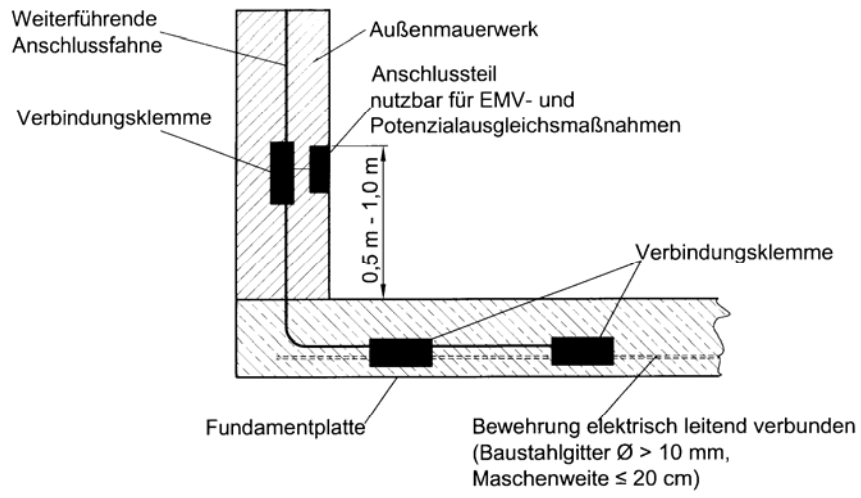 Weiterführende
Anschlussfahne
Außenmauerwerk
Anschlussteil
nutzbar für EMV- und
Potenzialausgleichsmaßnahmen
Verbindungsklemme
0,5 m - 1,0 m
Verbindungsklemme
Fundamentplatte
Bewehrung elektrisch leitend verbunden
(Baustahlgitter Ø > 10 mm,
Maschenweite ≤ 20 cm)